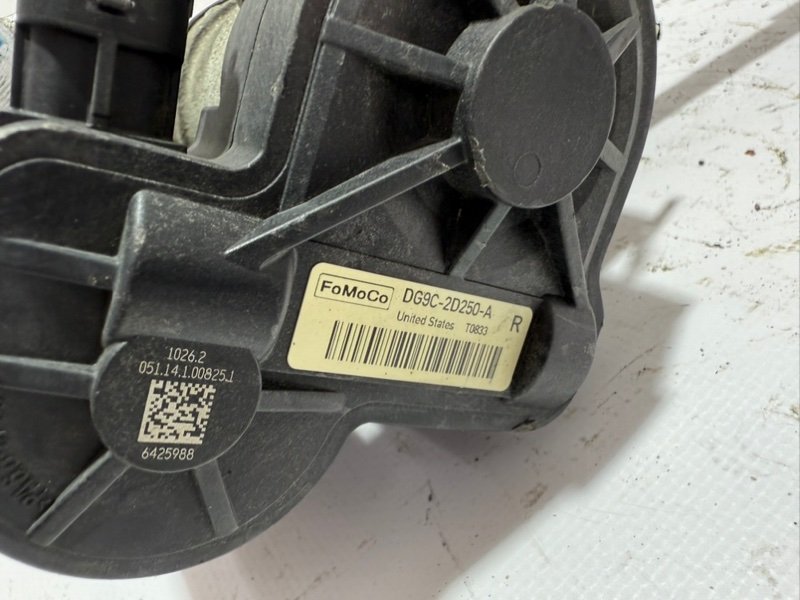 FoMoCo DG9C-2D250-A
United States T0833 R
1026.2
051.14.1.00825.1
6425988